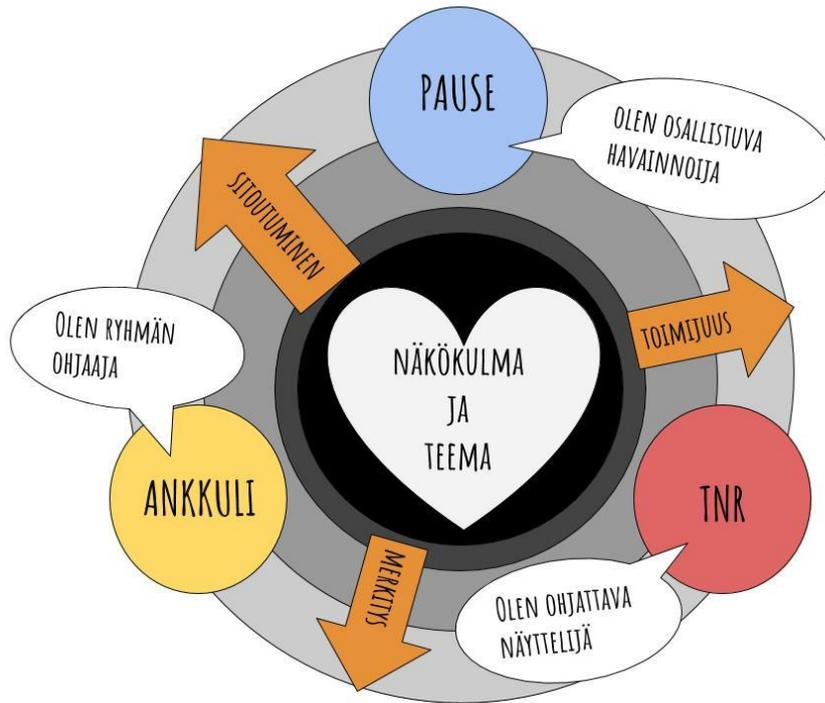 PAUSE
OLEN OSALLISTUVA
HAVAINNOIJA
SITOUTUMINEN
OLEN RYHMÄN
OHJAAJA
TOIMIJUUS
NÄKÖKULMA
JA
TEEMA
ANKKULI
TNR
MERKITYS
OLEN OHJATTAVA
NÄYTTELIJÄ